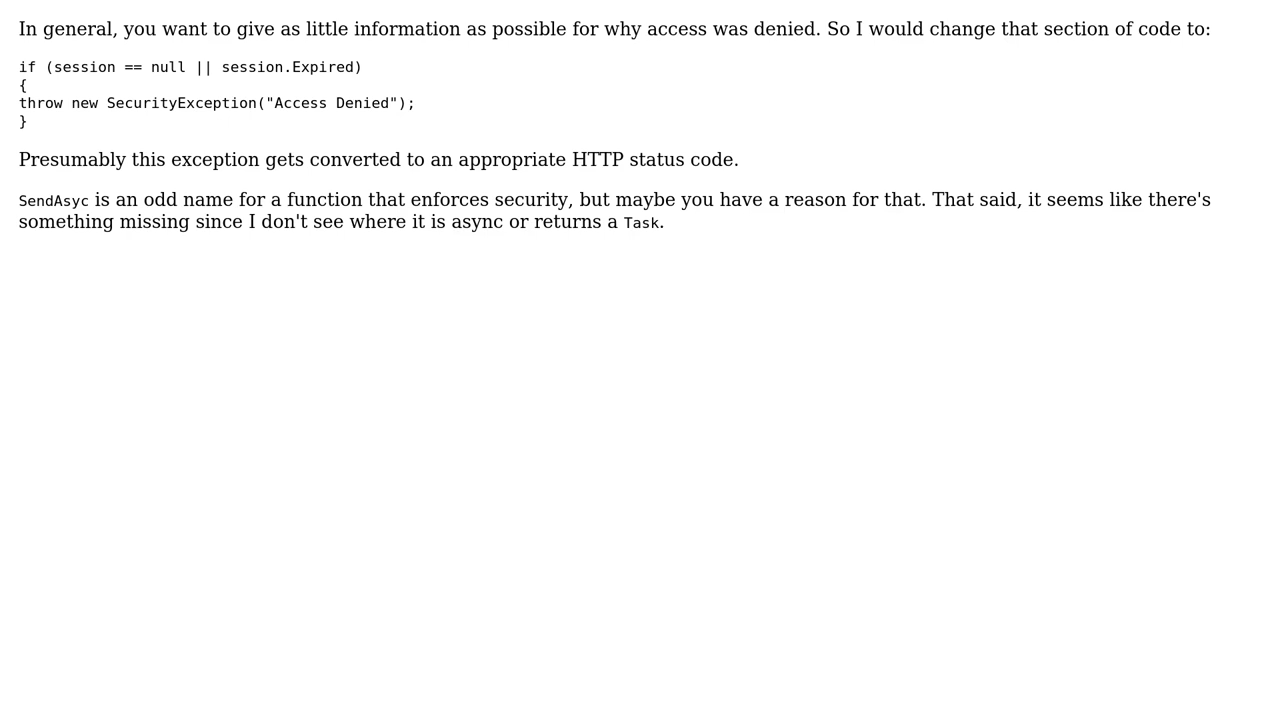 In general, you want to give as little information as possible for why access was denied. So I would change that section of code to:
if (session == null || session.Expired)
{
throw new SecurityException("Access Denied");
}
Presumably this exception gets converted to an appropriate HTTP status code.
SendAsyc is an odd name for a function that enforces security, but maybe you have a reason for that. That said, it seems like there's
something missing since I don't see where it is async or returns a Task.